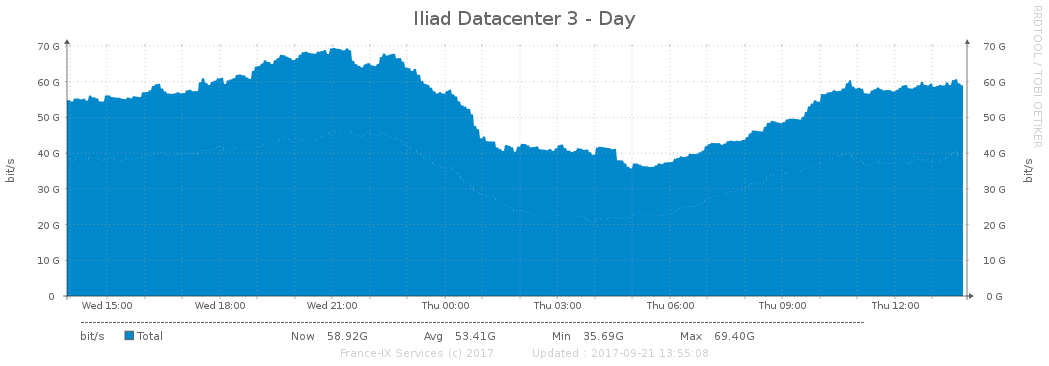 Iliad Datacenter 3 - Day
RRDTOOL / TOBI OETIKER
70 G 70 G
60 G 60 G
50 G 50 G
40 G 40 G
30 G 30 G
20 G 20 G
10 G 10 G
0 0 G
bit/s bit/s
Wed 15:00 Wed 18:00 Wed 21:00 Thu 00:00 Thu 03:00 Thu 06:00 Thu 09:00 Thu 12:00
bit/s Total Now 58.92G Avg 53.41G Min 35.69G Max 69.40G
France-IX Services (c) 2017 Updated : 2017-09-21 13:55:08